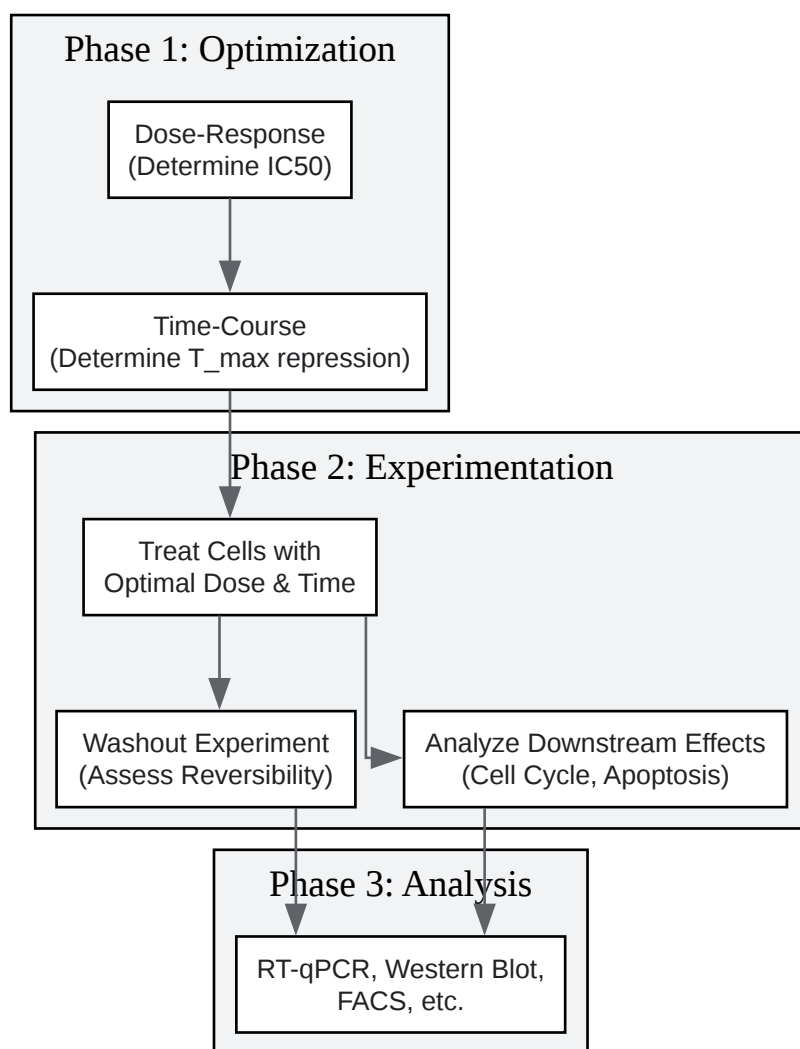 Phase 1: Optimization
Dose-Response
(Determine IC50)
Time-Course
(Determine T_max repression)
Phase 2: Experimentation
Treat Cells with
Optimal Dose & Time
Washout Experiment
(Assess Reversibility)
Analyze Downstream Effects
(Cell Cycle, Apoptosis)
Phase 3: Analysis
RT-qPCR, Western Blot,
FACS, etc.